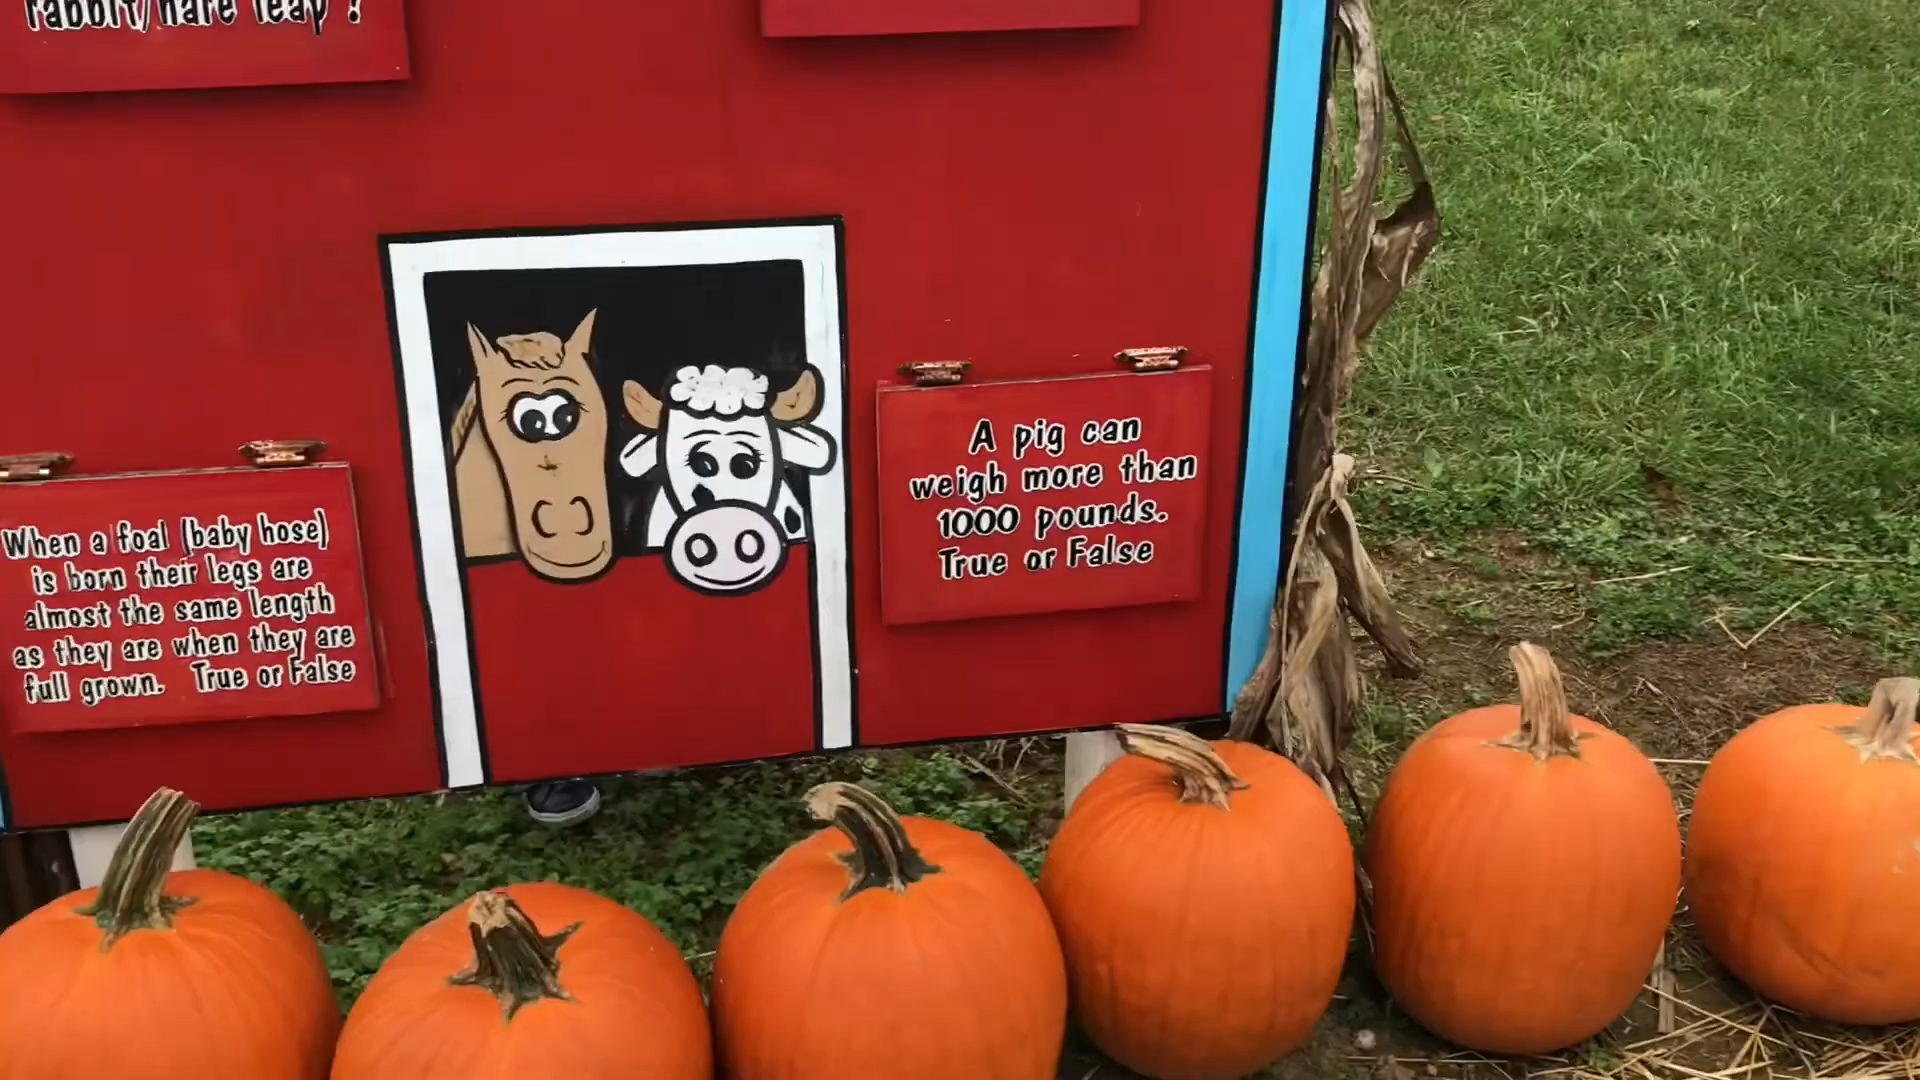 rabbit/hare leap?
When a foal (baby hose)
is born their legs are
almost the same length
as they are when they are
full grown. True or False
A pig can
weigh more than
1000 pounds.
True or False